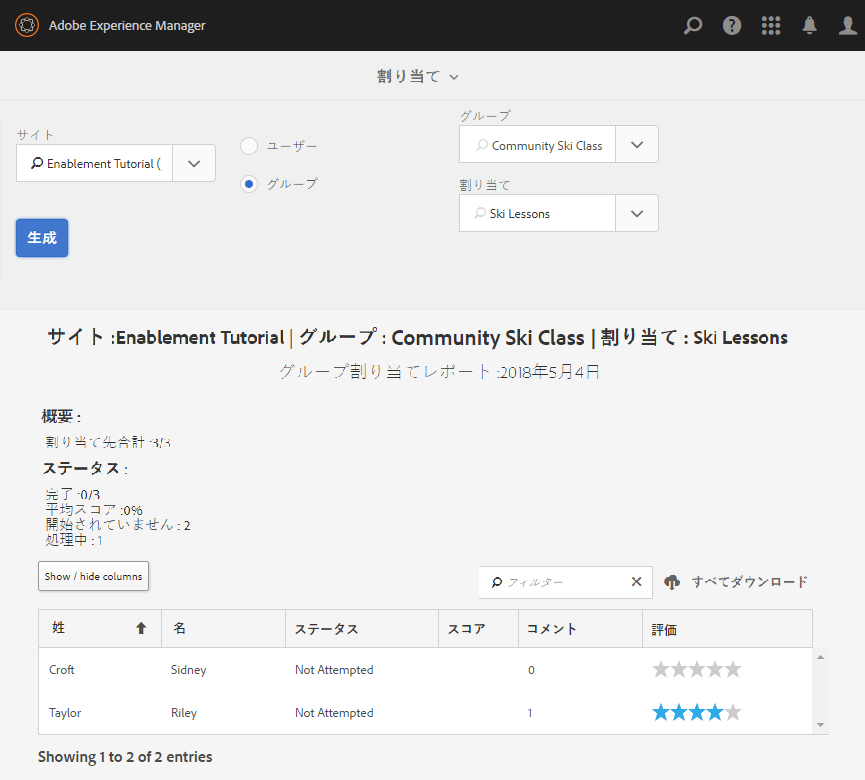 Adobe Experience Manager
割り当て
サイト
Enablement Tutorial (
ユーザー
グループ
グループ
Community Ski Class
割り当て
Ski Lessons
生成
サイト :Enablement Tutorial | グループ : Community Ski Class | 割り当て : Ski Lessons
グループ割り当てレポート :2018年5月4日
概要 :
割り当て先合計 :3/3
ステータス :
完了 :0/3
平均スコア :0%
開始されていません : 2
処理中 : 1
Show / hide columns
フィルター
すべてダウンロード
姓 名 ステータス スコア コメント 評価
Croft Sidney Not Attempted 0
Taylor Riley Not Attempted 1
Showing 1 to 2 of 2 entries